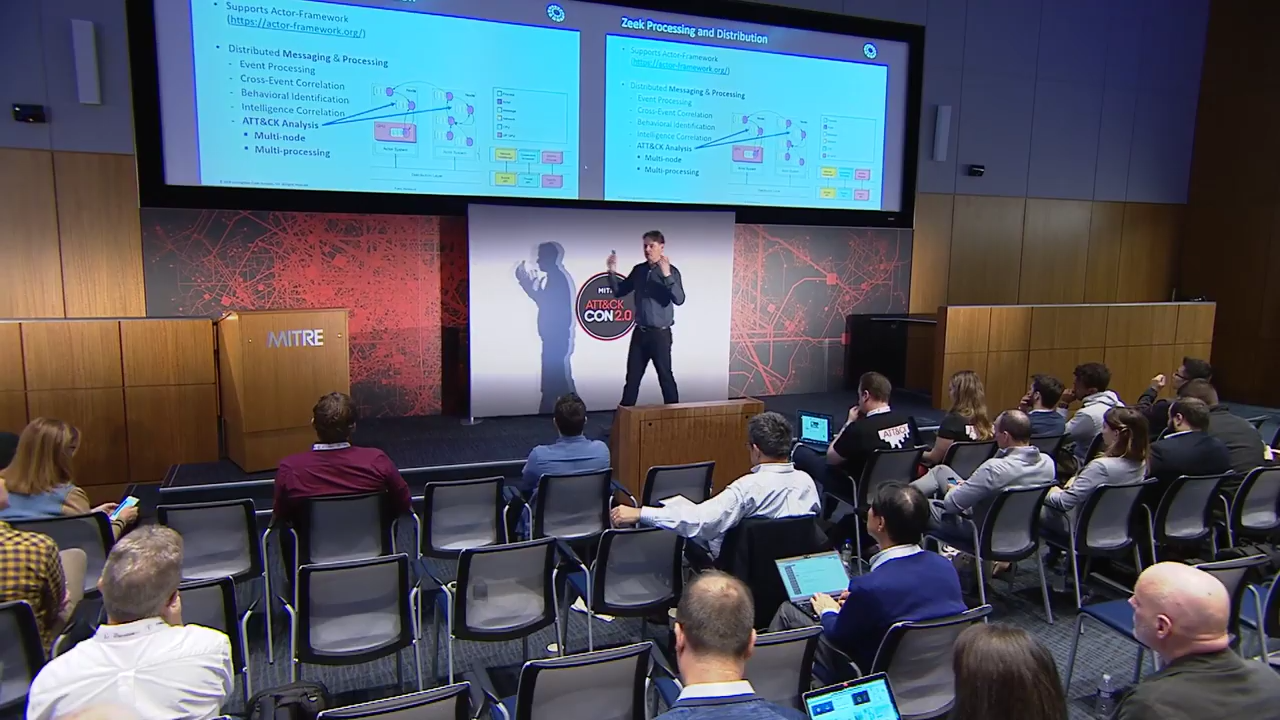 Supports Actor-Framework
(https://actor-framework.org/)
Distributed Messaging & Processing
- Event Processing
- Cross-Event Correlation
- Behavioral Identification
- Intelligence Correlation
- ATT&CK Analysis
• Multi-node
• Multi-processing
Zeek Processing and Distribution
• Supports Actor-Framework
(https://actor-framework.org/)
• Distributed Messaging & Processing
- Event Processing
- Cross-Event Correlation
- Behavioral Identification
- Intelligence Correlation
- ATT&CK Analysis
• Multi-node
• Multi-processing
ATT&CK
CON 2.0
MITRE
ATT&CK